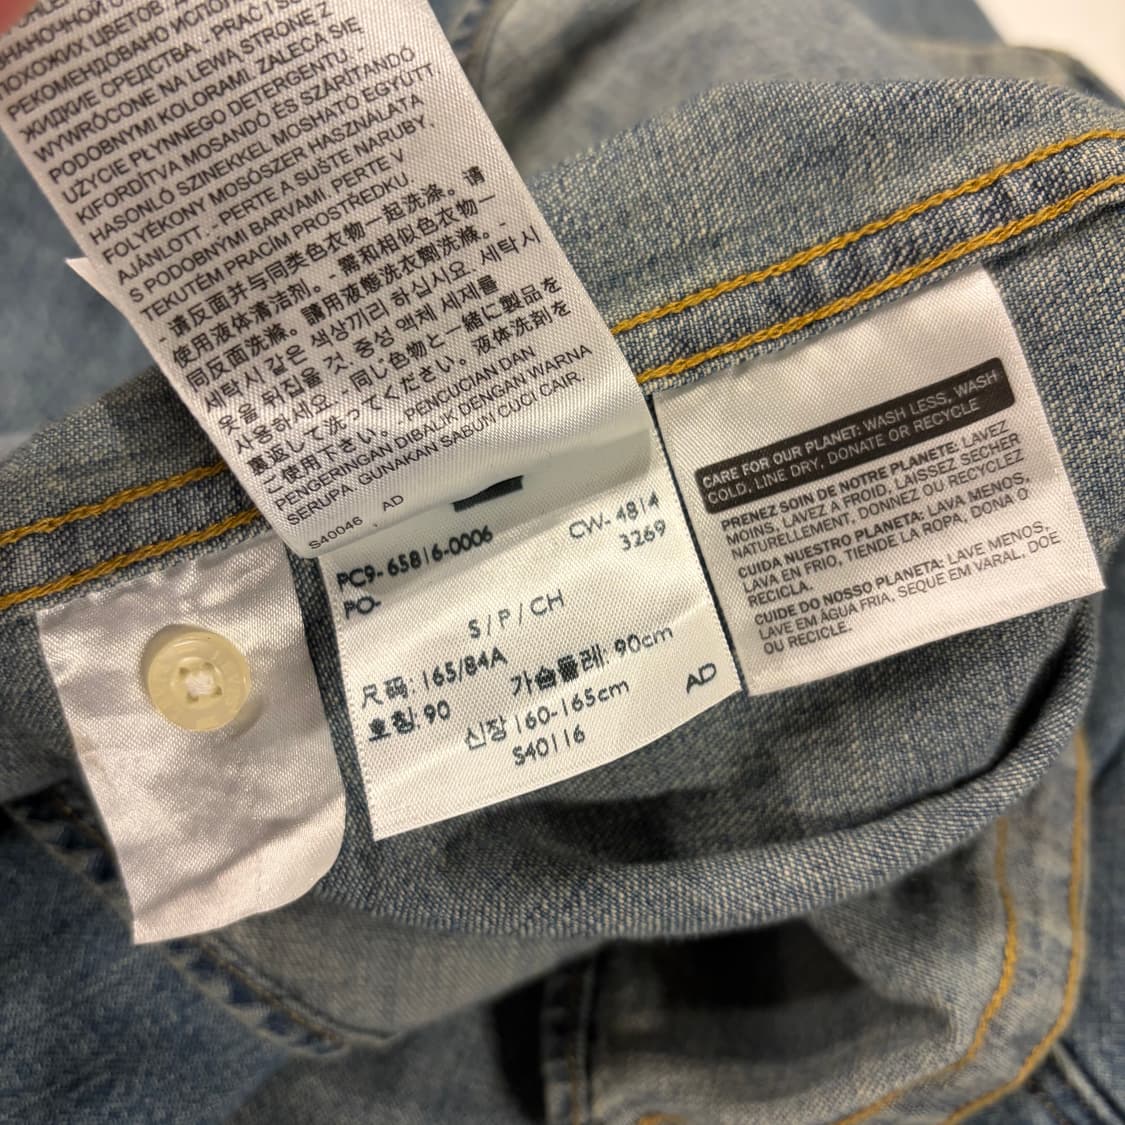 ЗНАНОЧНОЙ
ПОХОЖИХ ЦВЕТОВ.
РЕКОМЕНДОВАНО ИСПОЛ
ЖИДКИЕ СРЕДСТВА. - PRAĆ I SU
WYWRÓCONE NA LEWĄ STRONĘ Z
PODOBNYMI KOLORAMI. ZALECA SIĘ
UŻYCIE PŁYNNEGO DETERGENTU. -
KIFORDÍTVA MOSANDÓ ÉS SZÁRÍTANDÓ
HASONLÓ SZINEKKEL MOSHATÓ EGYÜTT.
FOLYÉKONY MOSÓSZER HASZNÁLATA
AJÁNLOTT. - PERTE A SUŠTE NARUBY,
S PODOBNÝMI BARVAMI. PERTE V
TEKUTÉM PRACÍM PROSTŘEDKU
- 请反面并与同类色衣物一起洗涤。请
使用液体清洁剂。- 需和相似色衣物一
同反面洗滌。請用液態洗衣劑洗滌。-
세탁시 같은 색상끼리 하십시요. 세탁시
옷을 뒤집을 것. 중성 액체 세제를
사용하세요. - 同じ色物と一緒に製品を
裏返して洗ってください。液体洗剤を
ご使用下さい。- PENCUCIAN DAN
PENGERINGAN DIBALIK DENGAN WARNA
SERUPA. GUNAKAN SABUN CUCI CAIR.
S40046 , AD
PC9-65816-0006 CW- 4814
PO- 3269
S/P/CH
尺码: 165/84A 가슴둘레: 90cm
호칭: 90 신장 160-165cm AD
S40116
CARE FOR OUR PLANET: WASH LESS, WASH
COLD, LINE DRY, DONATE OR RECYCLE
PRENEZ SOIN DE NOTRE PLANETE: LAVEZ
MOINS, LAVEZ A FROID, LAISSEZ SECHER
NATURELLEMENT, DONNEZ OU RECYCLEZ
CUIDA NUESTRO PLANETA: LAVA MENOS,
LAVA EN FRIO, TIENDE LA ROPA, DONA O
RECICLA.
CUIDE DO NOSSO PLANETA: LAVE MENOS,
LAVE EM ÁGUA FRIA, SEQUE EM VARAL, DOE
OU RECICLE.